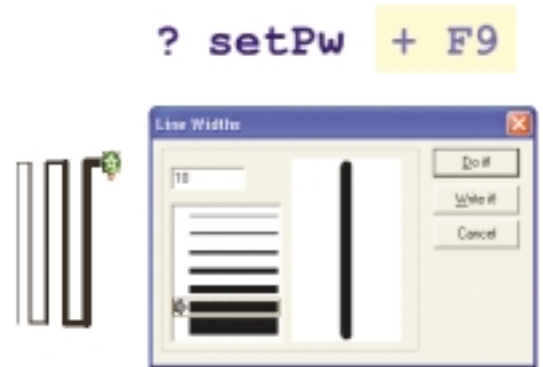 ? setPw + F9
Line Widths
10
Do it!
Write it!
Cancel